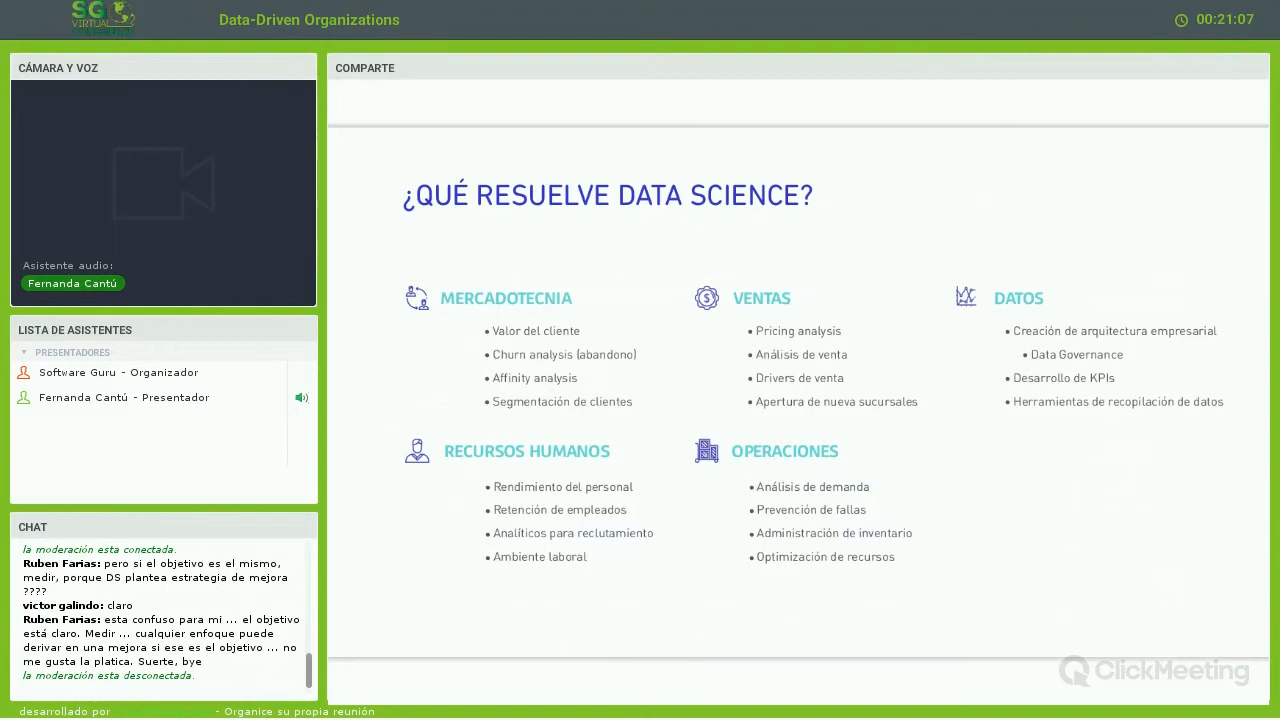 SG
VIRTUAL
Data-Driven Organizations
00:21:07
CÁMARA Y VOZ
Asistente audio:
Fernanda Cantú
LISTA DE ASISTENTES
PRESENTADORES
Software Guru - Organizador
Fernanda Cantú - Presentador
CHAT
la moderación esta conectada.
Ruben Farias: pero si el objetivo es el mismo,
medir, porque DS plantea estrategia de mejora
????
victor galindo: claro
Ruben Farias: esta confuso para mi ... el objetivo
está claro. Medir ... cualquier enfoque puede
derivar en una mejora si ese es el objetivo ... no
me gusta la platica. Suerte, bye
la moderación esta desconectada.
desarrollado por - Organice su propia reunión
COMPARTE
¿QUÉ RESUELVE DATA SCIENCE?
MERCADOTECNIA
• Valor del cliente
• Churn analysis (abandono)
• Affinity analysis
• Segmentación de clientes
VENTAS
• Pricing analysis
• Análisis de venta
• Drivers de venta
• Apertura de nueva sucursales
DATOS
• Creación de arquitectura empresarial
• Data Governance
• Desarrollo de KPIs
• Herramientas de recopilación de datos
RECURSOS HUMANOS
• Rendimiento del personal
• Retención de empleados
• Analíticos para reclutamiento
• Ambiente laboral
OPERACIONES
• Análisis de demanda
• Prevención de fallas
• Administración de inventario
• Optimización de recursos
ClickMeeting